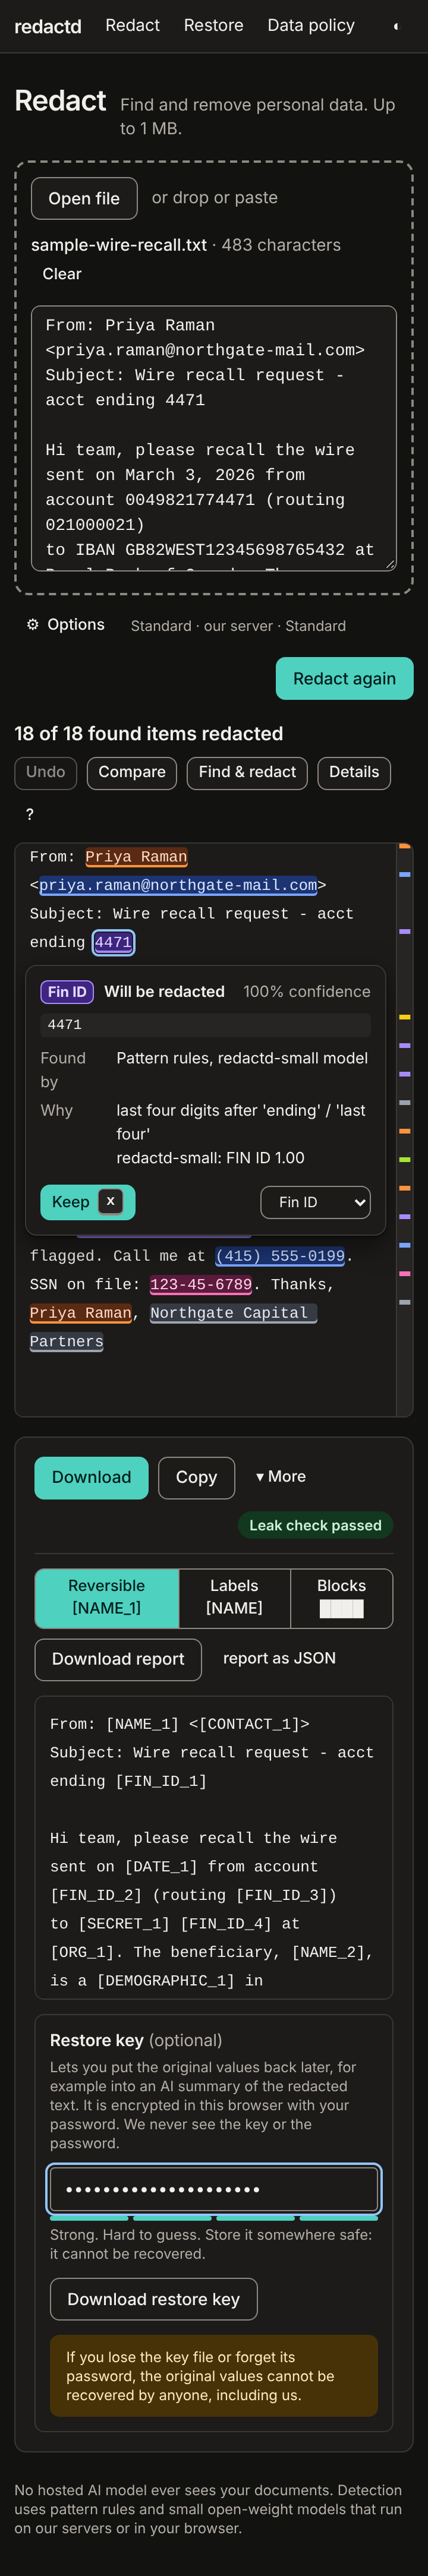 redactd Redact Restore Data policy
Redact Find and remove personal data. Up
to 1 MB.
Open file or drop or paste
sample-wire-recall.txt · 483 characters
Clear
From: Priya Raman
<priya.raman@northgate-mail.com>
Subject: Wire recall request -
acct ending 4471
Hi team, please recall the wire
sent on March 3, 2026 from
account 0049821774471 (routing
021000021)
to IBAN GB82WEST12345698765432 at
⚙ Options Standard · our server · Standard
Redact again
18 of 18 found items redacted
Undo Compare Find & redact Details
?
From: Priya Raman
<priya.raman@northgate-mail.com>
Subject: Wire recall request - acct
ending 4471
Fin ID Will be redacted 100% confidence
4471
Found Pattern rules, redactd-small model
by
Why last four digits after 'ending' / 'last
four'
redactd-small: FIN ID 1.00
Keep x Fin ID
flagged. Call me at (415) 555-0199.
SSN on file: 123-45-6789. Thanks,
Priya Raman, Northgate Capital
Partners
Download Copy ▾ More
Leak check passed
Reversible Labels Blocks
[NAME_1] [NAME] ████
Download report report as JSON
From: [NAME_1] <[CONTACT_1]>
Subject: Wire recall request - acct
ending [FIN_ID_1]
Hi team, please recall the wire
sent on [DATE_1] from account
[FIN_ID_2] (routing [FIN_ID_3])
to [SECRET_1] [FIN_ID_4] at
[ORG_1]. The beneficiary, [NAME_2],
is a [DEMOGRAPHIC_1] in
Restore key (optional)
Lets you put the original values back later, for
example into an AI summary of the redacted
text. It is encrypted in this browser with your
password. We never see the key or the
password.
•••••••••••••••••••••
Strong. Hard to guess. Store it somewhere safe:
it cannot be recovered.
Download restore key
If you lose the key file or forget its
password, the original values cannot be
recovered by anyone, including us.
No hosted AI model ever sees your documents. Detection
uses pattern rules and small open-weight models that run
on our servers or in your browser.